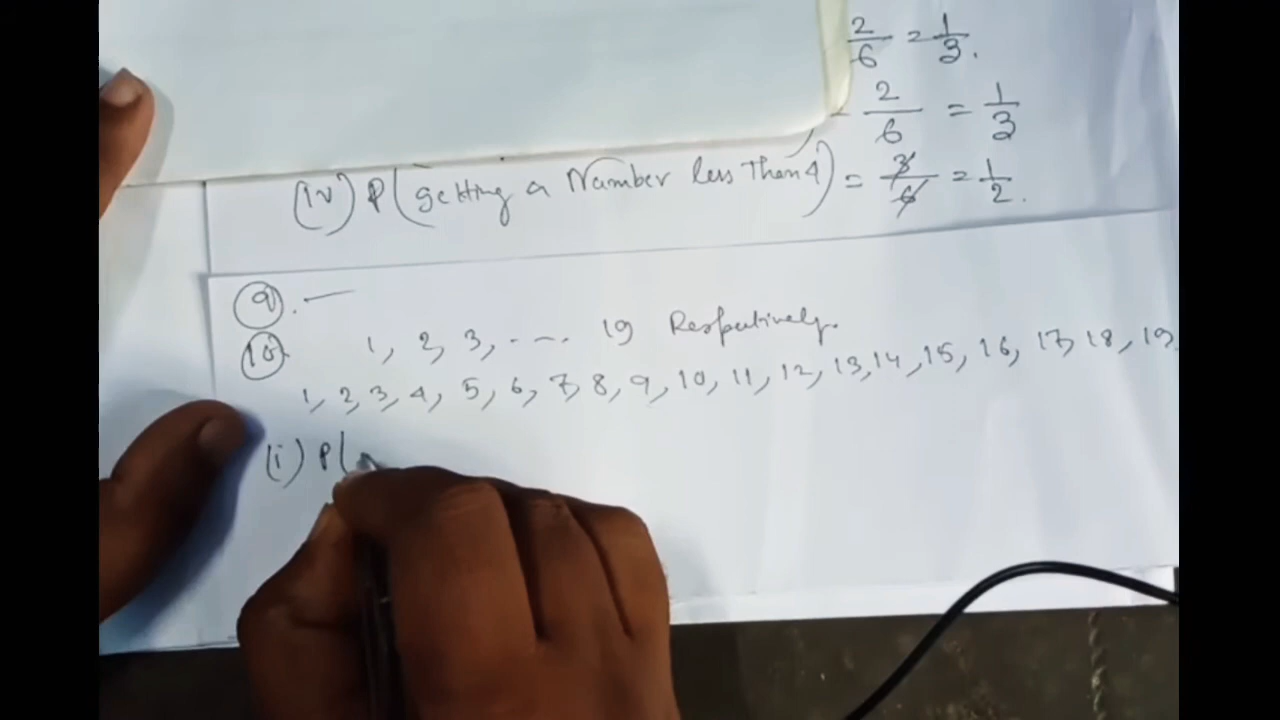 2/6 = 1/3.
- 2/6 = 1/3
(iv) P(getting a Number less Than 4) = 3/6 = 1/2.
9. —
10. 1, 2, 3, ... 19 Respectively.
1, 2, 3, 4, 5, 6, 7, 8, 9, 10, 11, 12, 13, 14, 15, 16, 17, 18, 19.
(i) P(